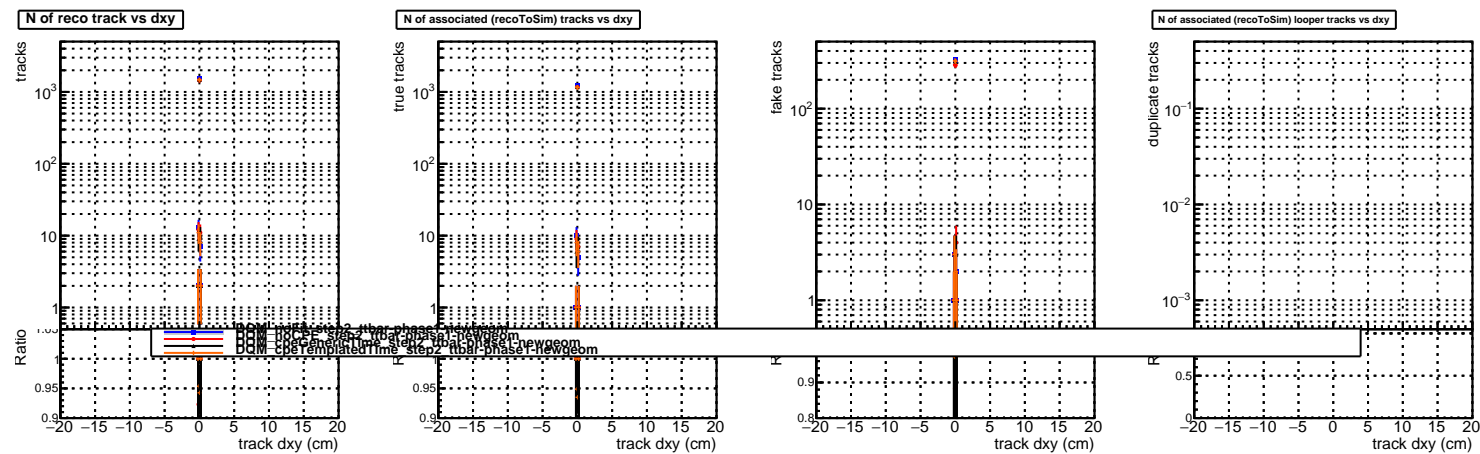 N of reco track vs dxy
N of associated (recoToSim) tracks vs dxy
N of associated (recoToSim) looper tracks vs dxy
tracks
10³
10²
10
1
Ratio
1
0.95
0.9
−20 −15 −10 −5 0 5 10 15 20
track dxy (cm)
true tracks
10³
10²
10
1
0.95
0.9
−20 −15 −10 −5 0 5 10 15 20
track dxy (cm)
fake tracks
10²
10
1
0.9
0.8
−20 −15 −10 −5 0 5 10 15 20
track dxy (cm)
duplicate tracks
10⁻¹
10⁻²
10⁻³
0.5
0
−20 −15 −10 −5 0 5 10 15 20
track dxy (cm)
DQM_cpeGenericTime_step2_ttbar-phase1-newgeom
DQM_cpeTemplatedTime_step2_ttbar-phase1-newgeom